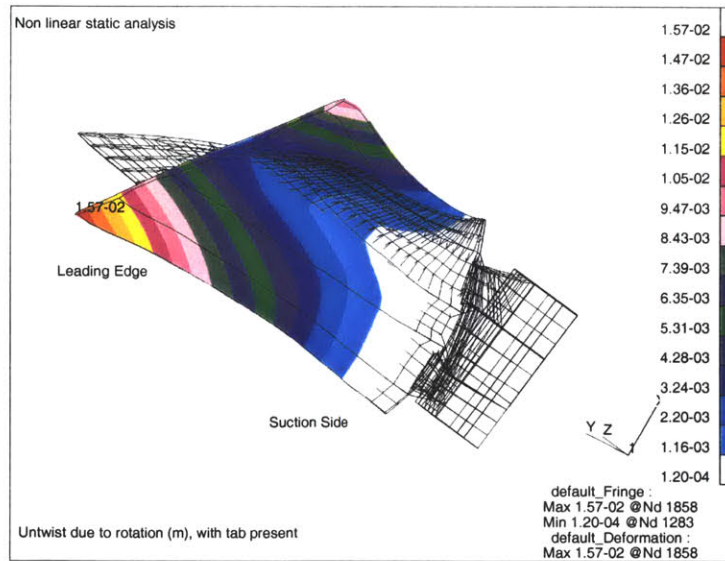 Non linear static analysis
1.57-02
1.47-02
1.36-02
1.26-02
1.15-02
1.05-02
9.47-03
8.43-03
7.39-03
6.35-03
5.31-03
4.28-03
3.24-03
2.20-03
1.16-03
1.20-04
1.57-02
Leading Edge
Suction Side
Y Z
default_Fringe :
Max 1.57-02 @Nd 1858
Min 1.20-04 @Nd 1283
default_Deformation :
Max 1.57-02 @Nd 1858
Untwist due to rotation (m), with tab present